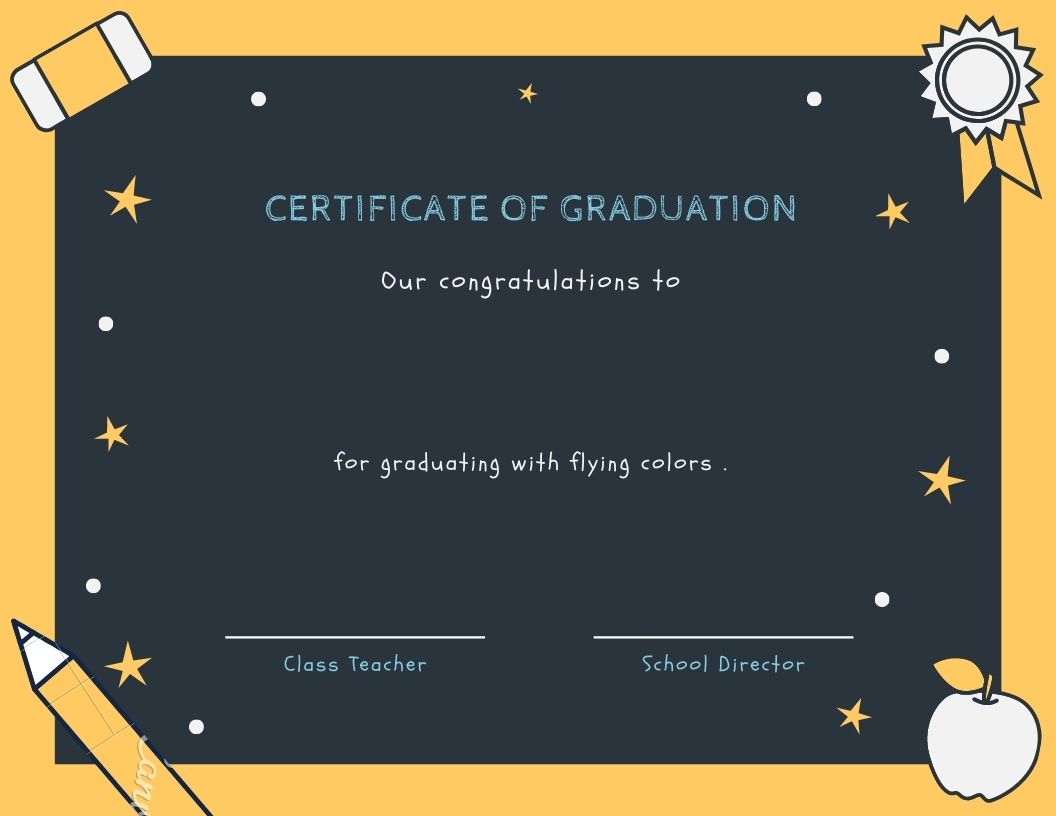 CERTIFICATE OF GRADUATION
Our congratulations to
for graduating with flying colors .
Class Teacher
School Director